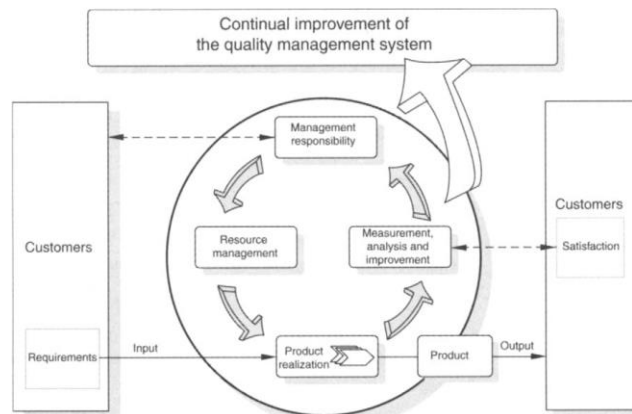 Continual improvement of
the quality management system
Management
responsibility
Customers
Resource
management
Measurement,
analysis and
improvement
Customers
Satisfaction
Requirements
Input
Product
realization
Product
Output